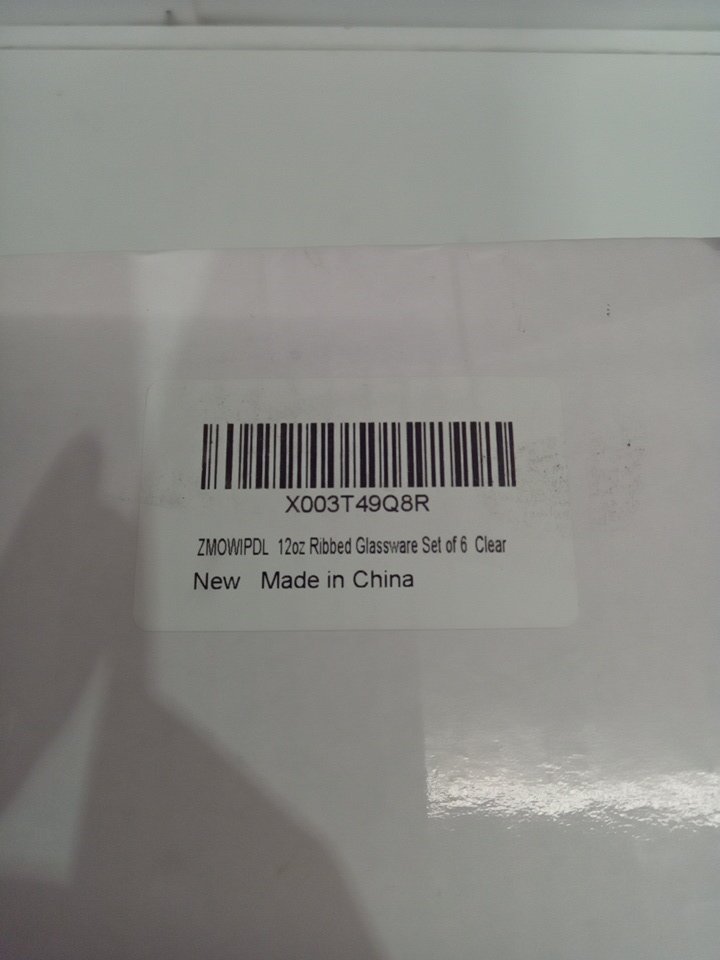 X003T49Q8R
ZMOWIPDL 12oz Ribbed Glassware Set of 6 Clear
New Made in China